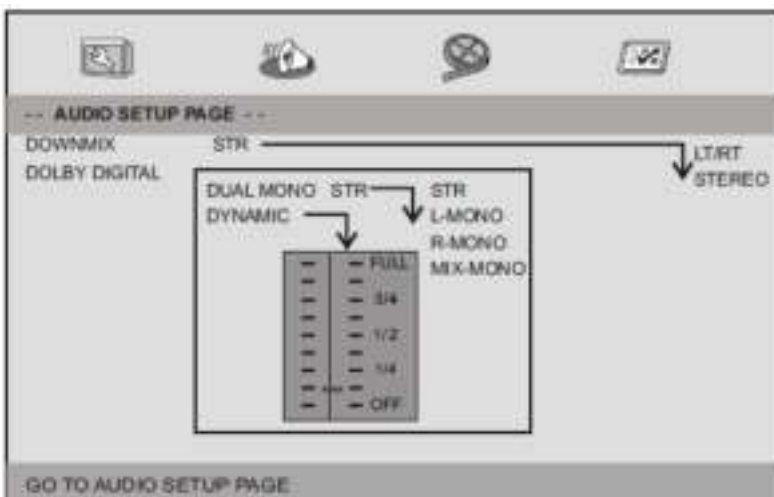 -- AUDIO SETUP PAGE --
DOWNMIX STR LT/RT
STEREO
DOLBY DIGITAL
DUAL MONO STR STR
DYNAMIC L-MONO
R-MONO
MIX-MONO
FULL
3/4
1/2
1/4
OFF
GO TO AUDIO SETUP PAGE